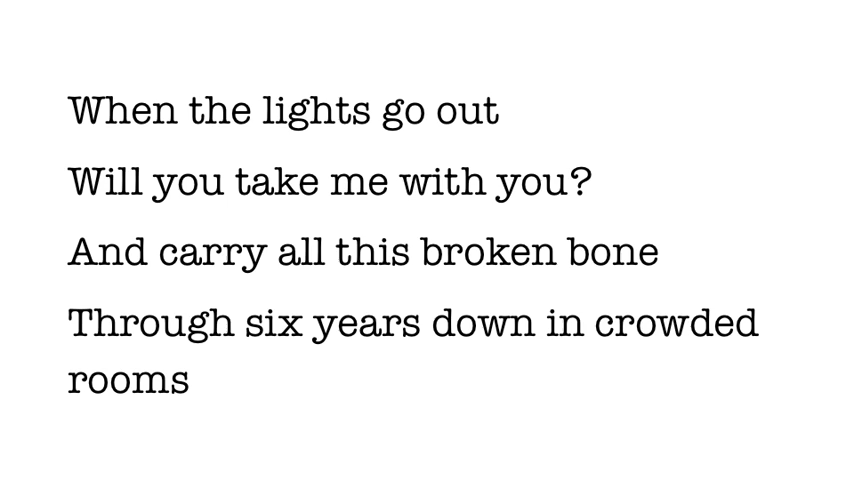 When the lights go out
Will you take me with you?
And carry all this broken bone
Through six years down in crowded
rooms